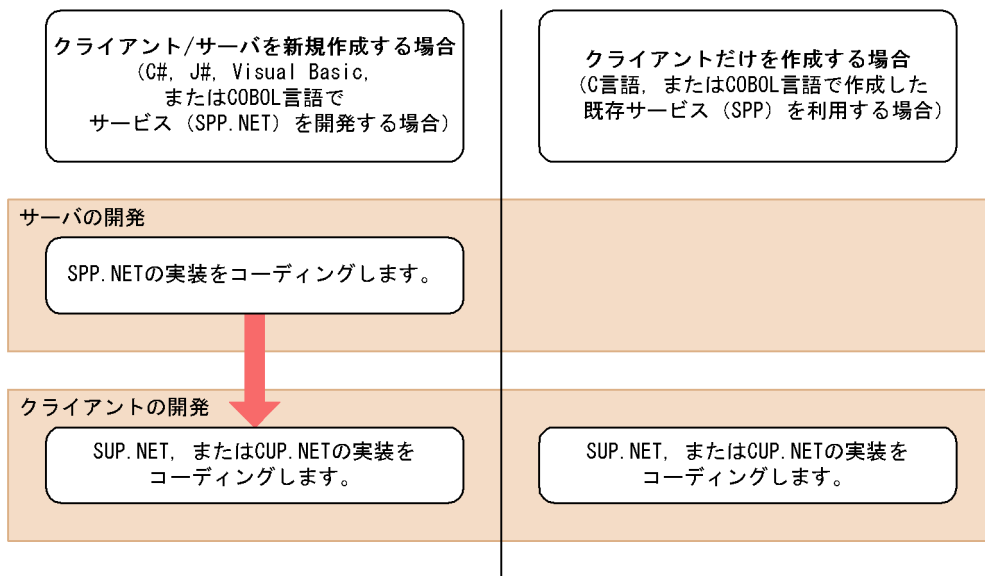 クライアント/サーバを新規作成する場合
(C#, J#, Visual Basic,
またはCOBOL言語で
サービス(SPP.NET)を開発する場合)
クライアントだけを作成する場合
(C言語, またはCOBOL言語で作成した
既存サービス(SPP)を利用する場合)
サーバの開発
SPP.NETの実装をコーディングします。
クライアントの開発
SUP.NET, またはCUP.NETの実装を
コーディングします。
SUP.NET, またはCUP.NETの実装を
コーディングします。